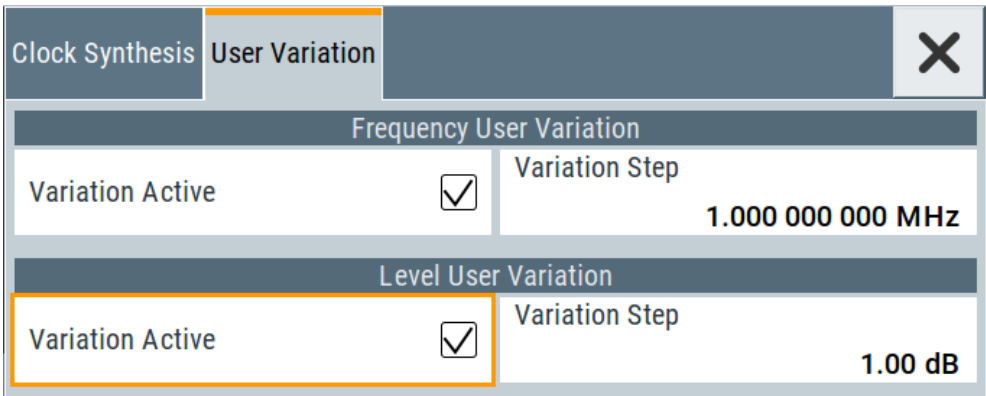 Clock Synthesis User Variation
Frequency User Variation
Variation Active
Variation Step
1.000 000 000 MHz
Level User Variation
Variation Active
Variation Step
1.00 dB